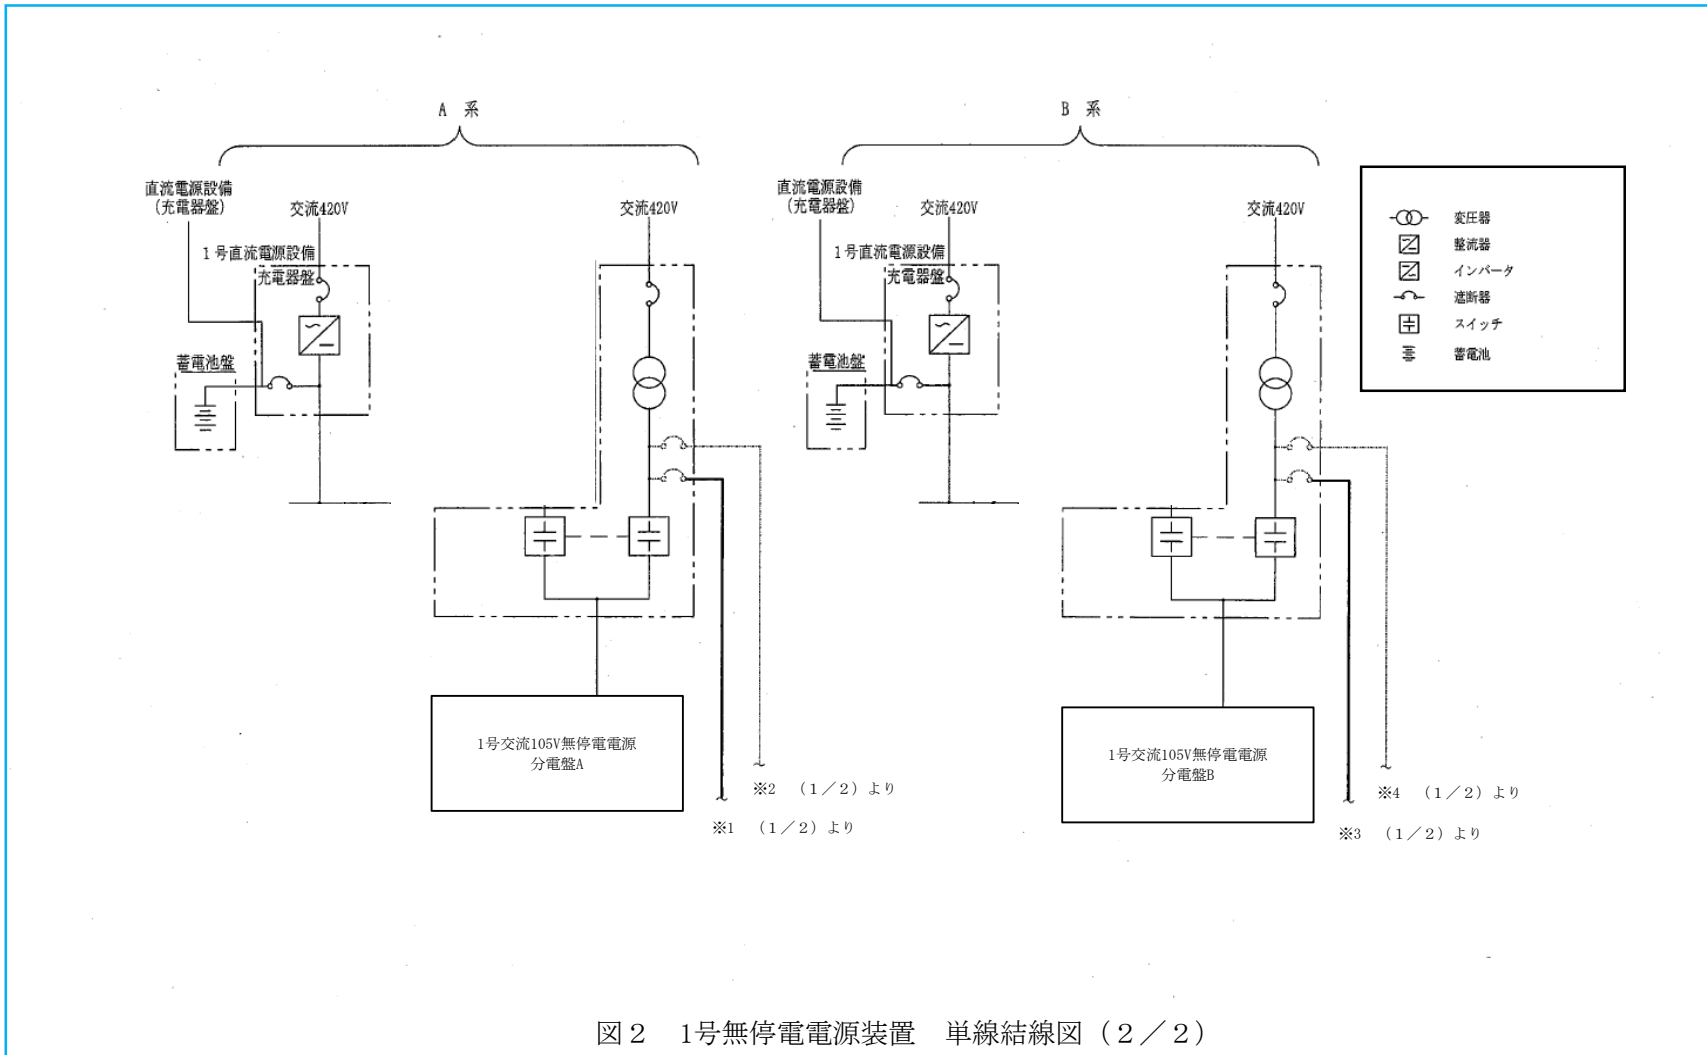 A 系
直流電源設備
(充電器盤)
交流420V
交流420V
1号直流電源設備
充電器盤
蓄電池盤
1号交流105V無停電電源
分電盤A
※2 (1/2)より
※1 (1/2)より
B 系
直流電源設備
(充電器盤)
交流420V
交流420V
1号直流電源設備
充電器盤
蓄電池盤
1号交流105V無停電電源
分電盤B
※4 (1/2)より
※3 (1/2)より
変圧器
整流器
インバータ
遮断器
スイッチ
蓄電池
図2 1号無停電電源装置 単線結線図(2/2)